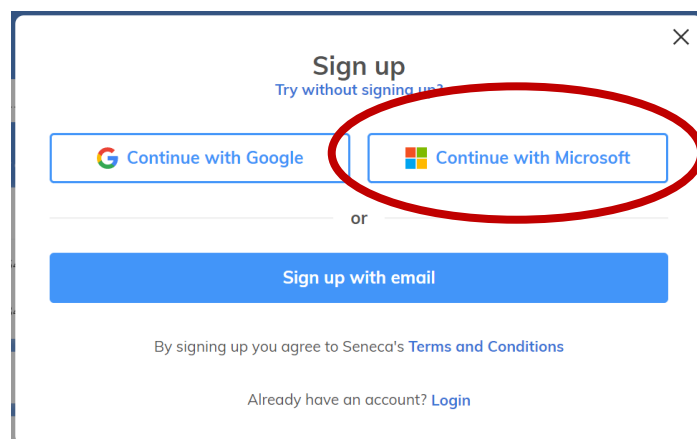 Sign up
Try without signing up?
Continue with Google
Continue with Microsoft
or
Sign up with email
By signing up you agree to Seneca's Terms and Conditions
Already have an account? Login